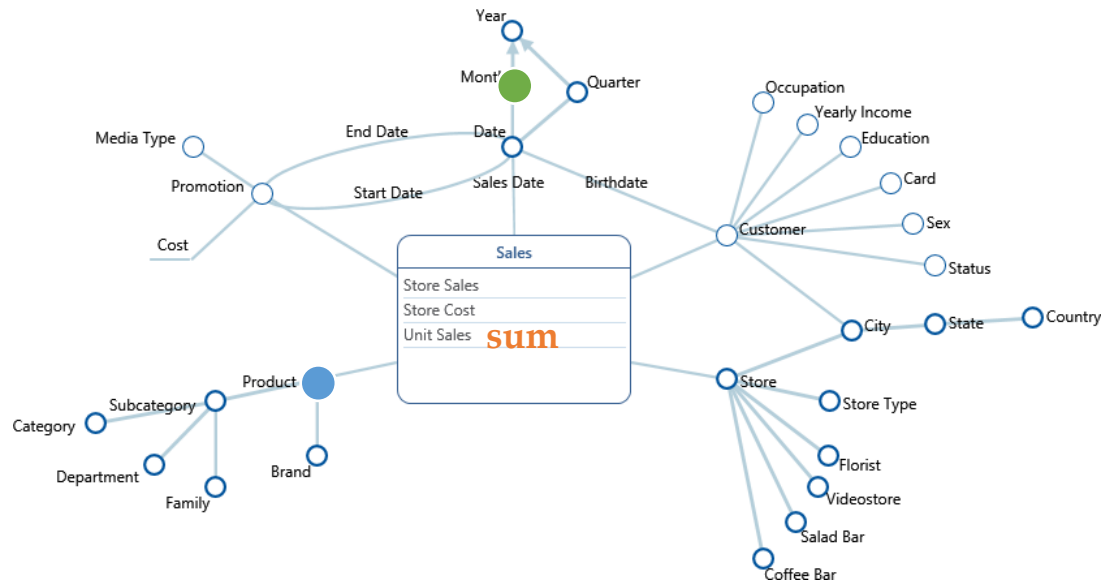 Year
Mont
Quarter
Occupation
Yearly Income
Education
Media Type
End Date
Date
Card
Promotion
Start Date
Sales Date
Birthdate
Sex
Customer
Cost
Sales
Status
Store Sales
Store Cost
Unit Sales
sum
City
State
Country
Product
Store
Subcategory
Store Type
Category
Department
Brand
Florist
Family
Videostore
Salad Bar
Coffee Bar